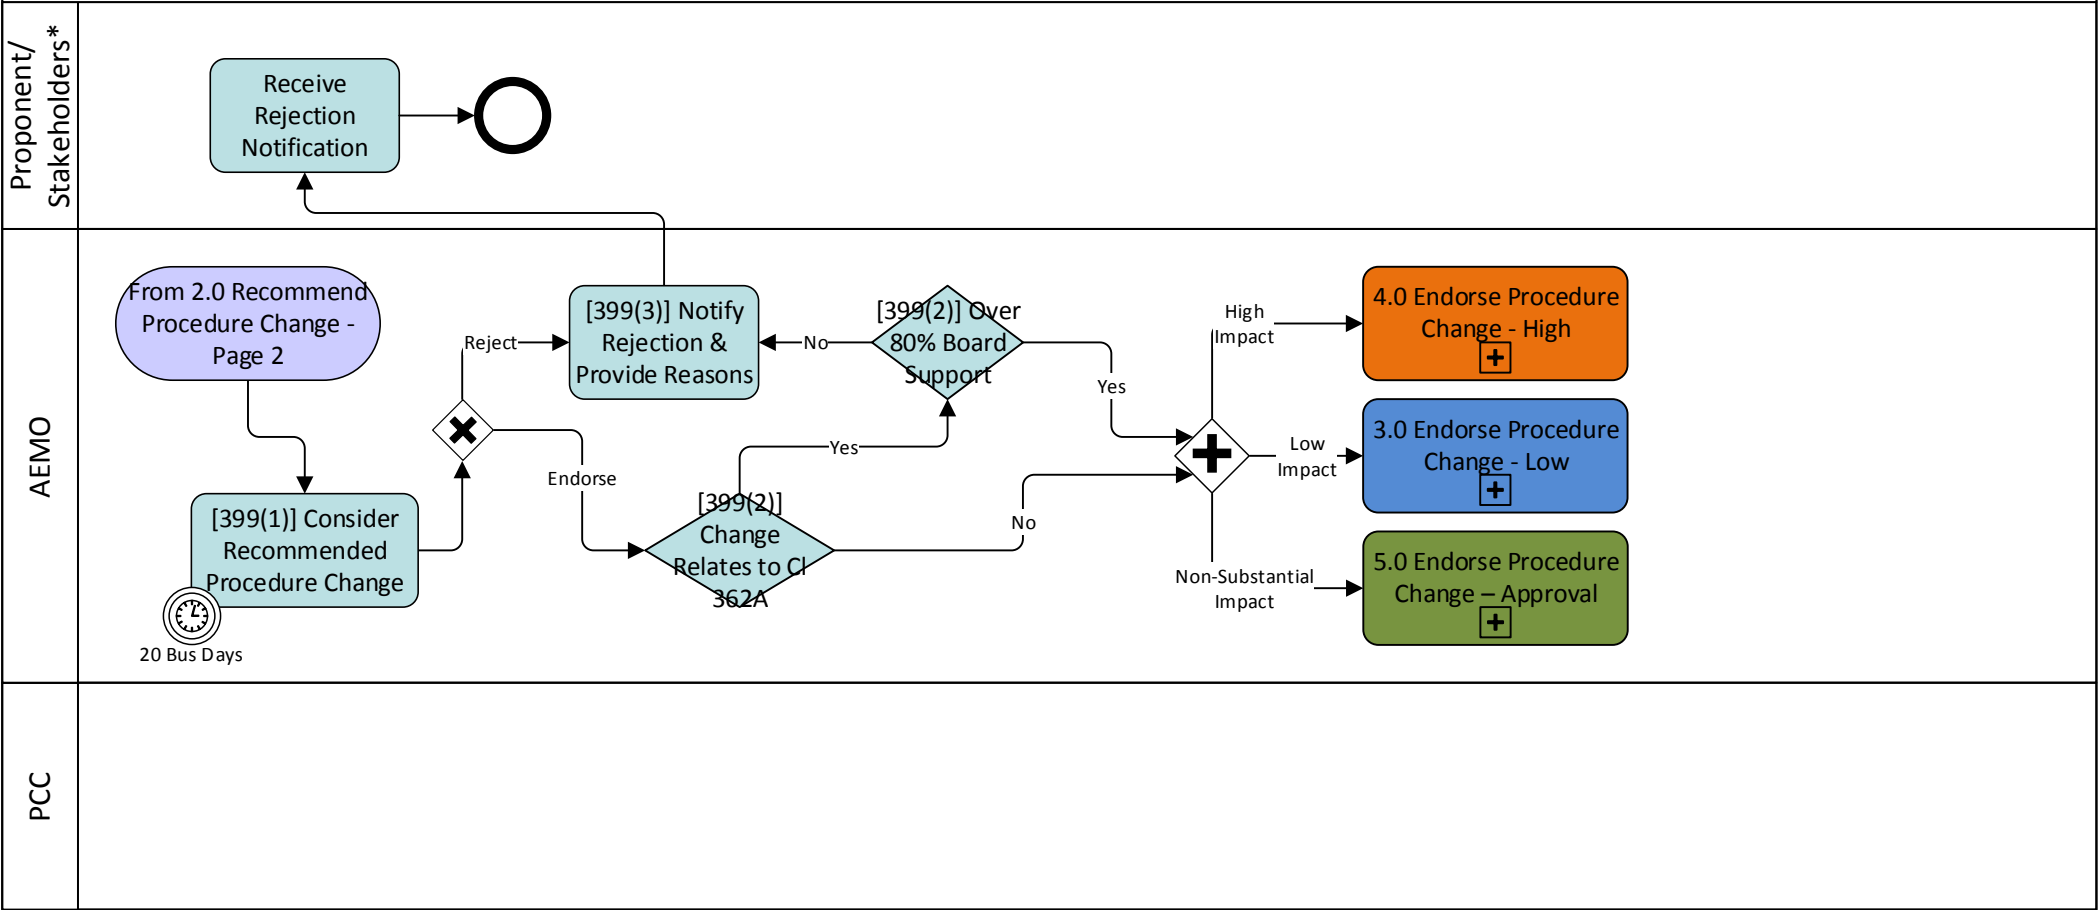 Proponent/
Stakeholders*
Receive
Rejection
Notification
AEMO
From 2.0 Recommend
Procedure Change -
Page 2
[399(1)] Consider
Recommended
Procedure Change
20 Bus Days
Reject
Endorse
[399(3)] Notify
Rejection &
Provide Reasons
No
[399(2)] Over
80% Board
Support
Yes
[399(2)]
Change
Relates to Cl
362A
Yes
No
High
Impact
Low
Impact
Non-Substantial
Impact
4.0 Endorse Procedure
Change - High
3.0 Endorse Procedure
Change - Low
5.0 Endorse Procedure
Change – Approval
PCC